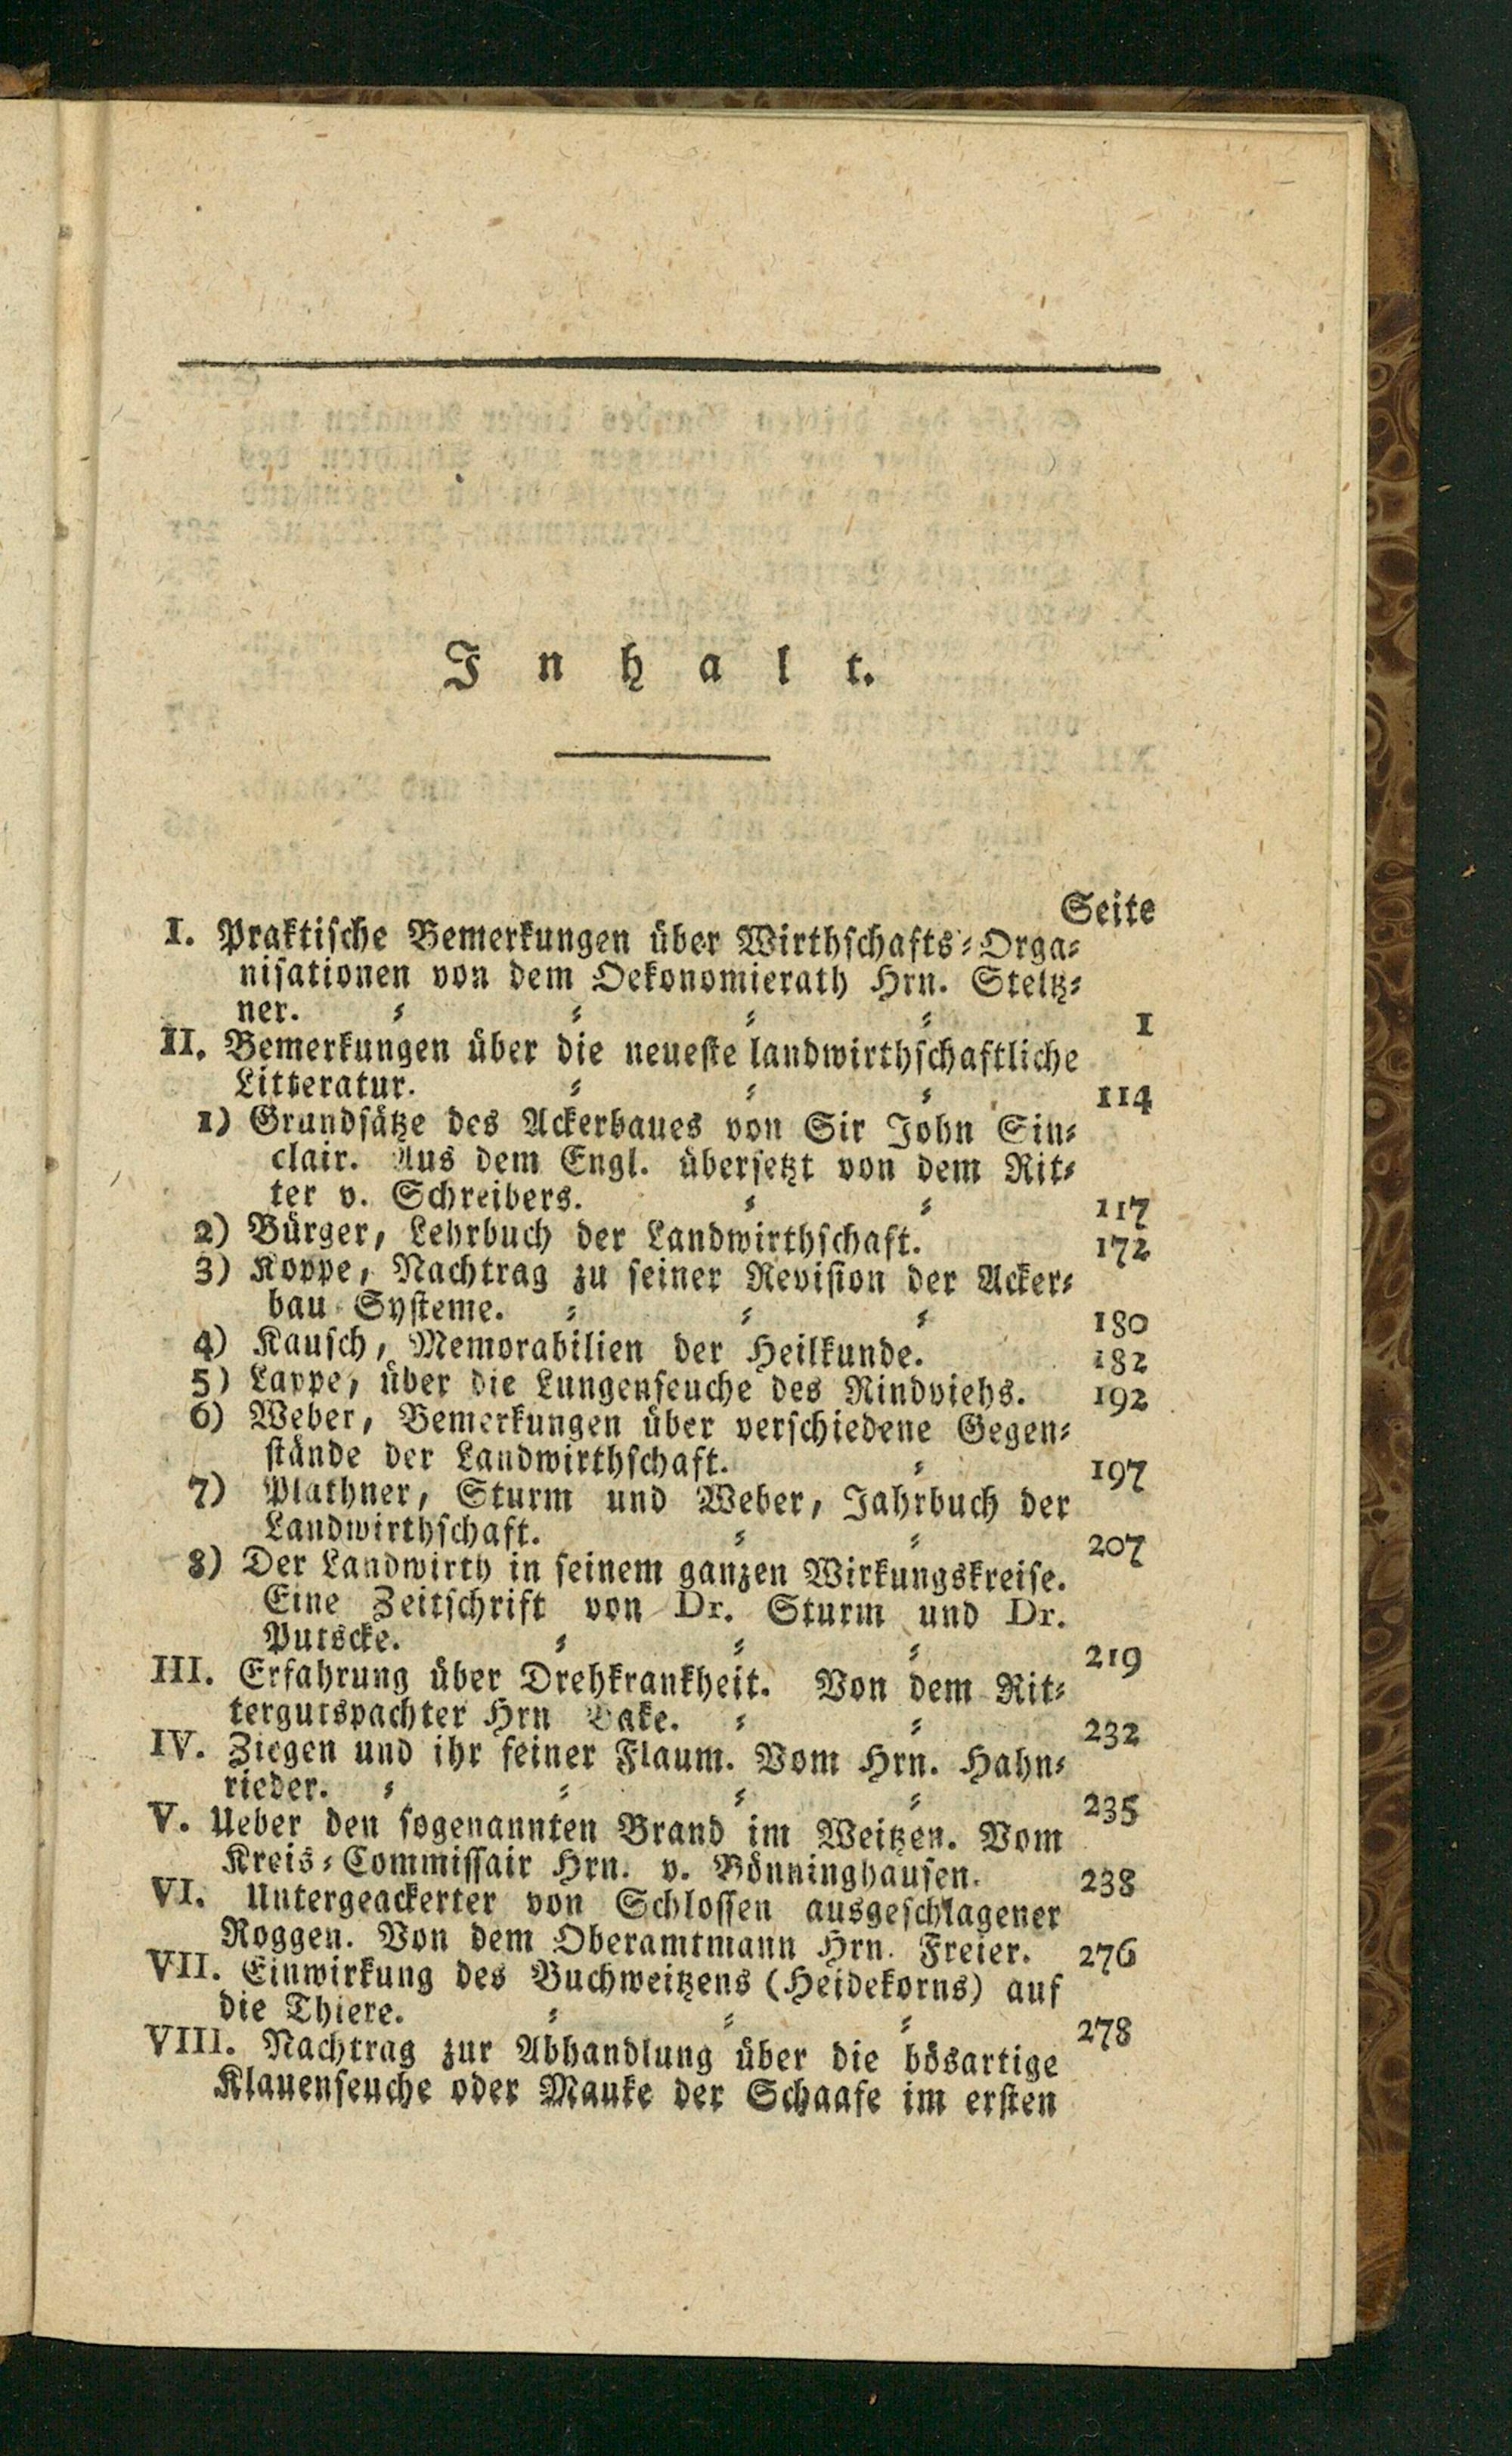 Inhalt.
Seite
I. Praktische Bemerkungen über Wirthschafts-Orga-
nisationen von dem Oekonomierath Hrn. Steltz-
ner. 1
II. Bemerkungen über die neueste landwirthschaftliche
Litteratur. 114
1) Grundsätze des Ackerbaues von Sir John Sin-
clair. Aus dem Engl. übersetzt von dem Rit-
ter v. Schreibers. 117
2) Bürger, Lehrbuch der Landwirthschaft. 172
3) Koppe, Nachtrag zu seiner Revision der Acker-
bau-Systeme. 180
4) Kausch, Memorabilien der Heilkunde. 182
5) Lappe, über die Lungenseuche des Rindviehs. 192
6) Weber, Bemerkungen über verschiedene Gegen-
stände der Landwirthschaft. 197
7) Plathner, Sturm und Weber, Jahrbuch der
Landwirthschaft. 207
8) Der Landwirth in seinem ganzen Wirkungskreise.
Eine Zeitschrift von Dr. Sturm und Dr.
Putscke. 219
III. Erfahrung über Drehkrankheit. Von dem Rit-
tergutspachter Hrn Bake. 232
IV. Ziegen und ihr feiner Flaum. Vom Hrn. Hahn-
rieder. 235
V. Ueber den sogenannten Brand im Weitzen. Vom
Kreis-Commissair Hrn. v. Bönninghausen. 238
VI. Untergeackerter von Schlossen ausgeschlagener
Roggen. Von dem Oberamtmann Hrn. Freier. 276
VII. Einwirkung des Buchweitzens (Heidekorns) auf
die Thiere. 278
VIII. Nachtrag zur Abhandlung über die bösartige
Klauenseuche oder Mauke der Schaafe im ersten